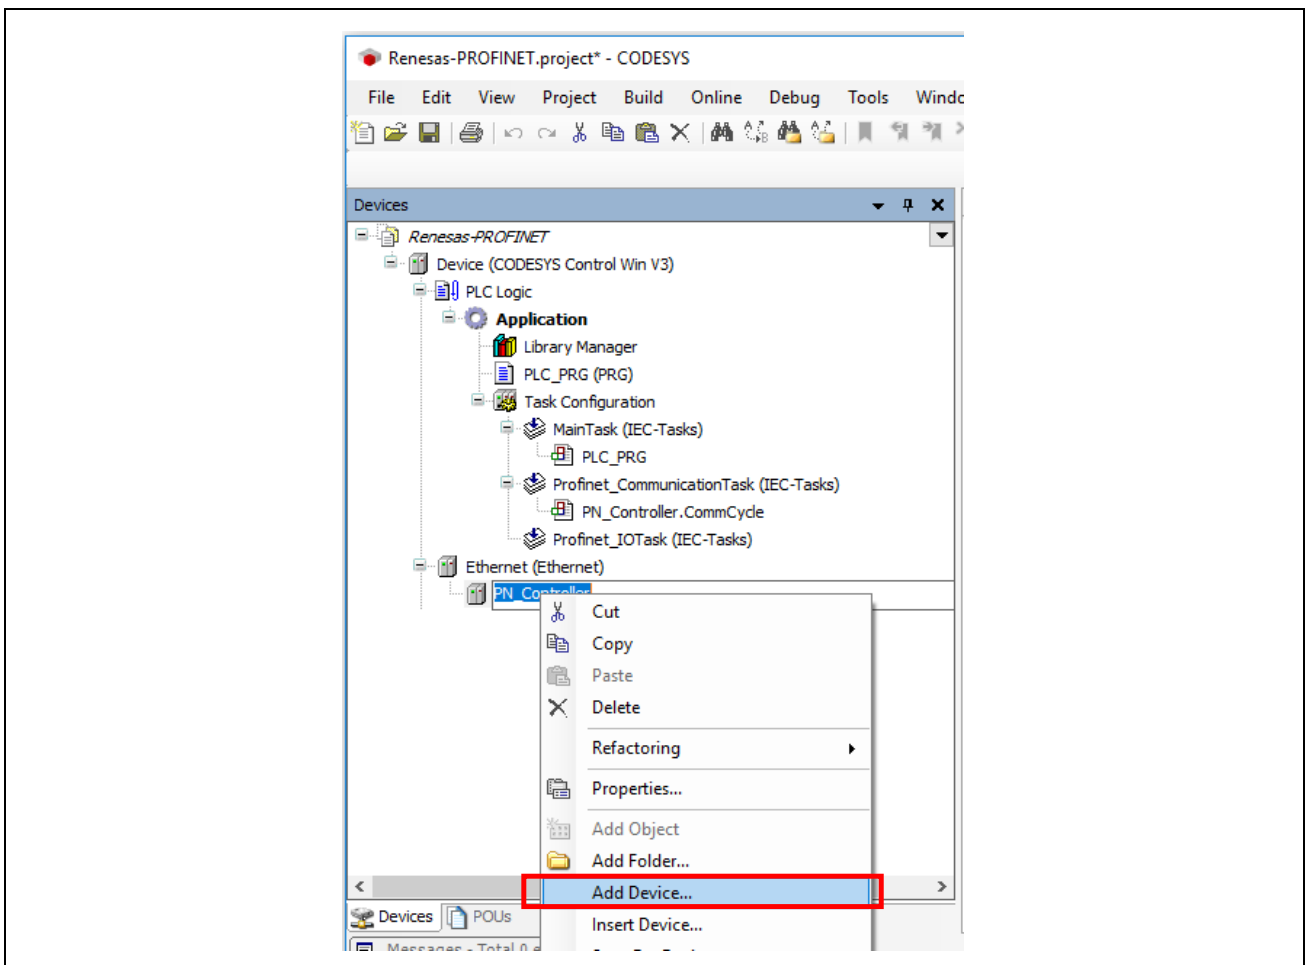 Renesas-PROFINET.project* - CODESYS
File Edit View Project Build Online Debug Tools
Devices
Renesas-PROFINET
Device (CODESYS Control Win V3)
PLC Logic
Application
Library Manager
PLC_PRG (PRG)
Task Configuration
MainTask (IEC-Tasks)
PLC_PRG
Profinet_CommunicationTask (IEC-Tasks)
PN_Controller.CommCycle
Profinet_IOTask (IEC-Tasks)
Ethernet (Ethernet)
PN_Controller
Cut
Copy
Paste
Delete
Refactoring
Properties...
Add Object
Add Folder...
Add Device...
Insert Device...
Devices POUs
Messages - Total 0